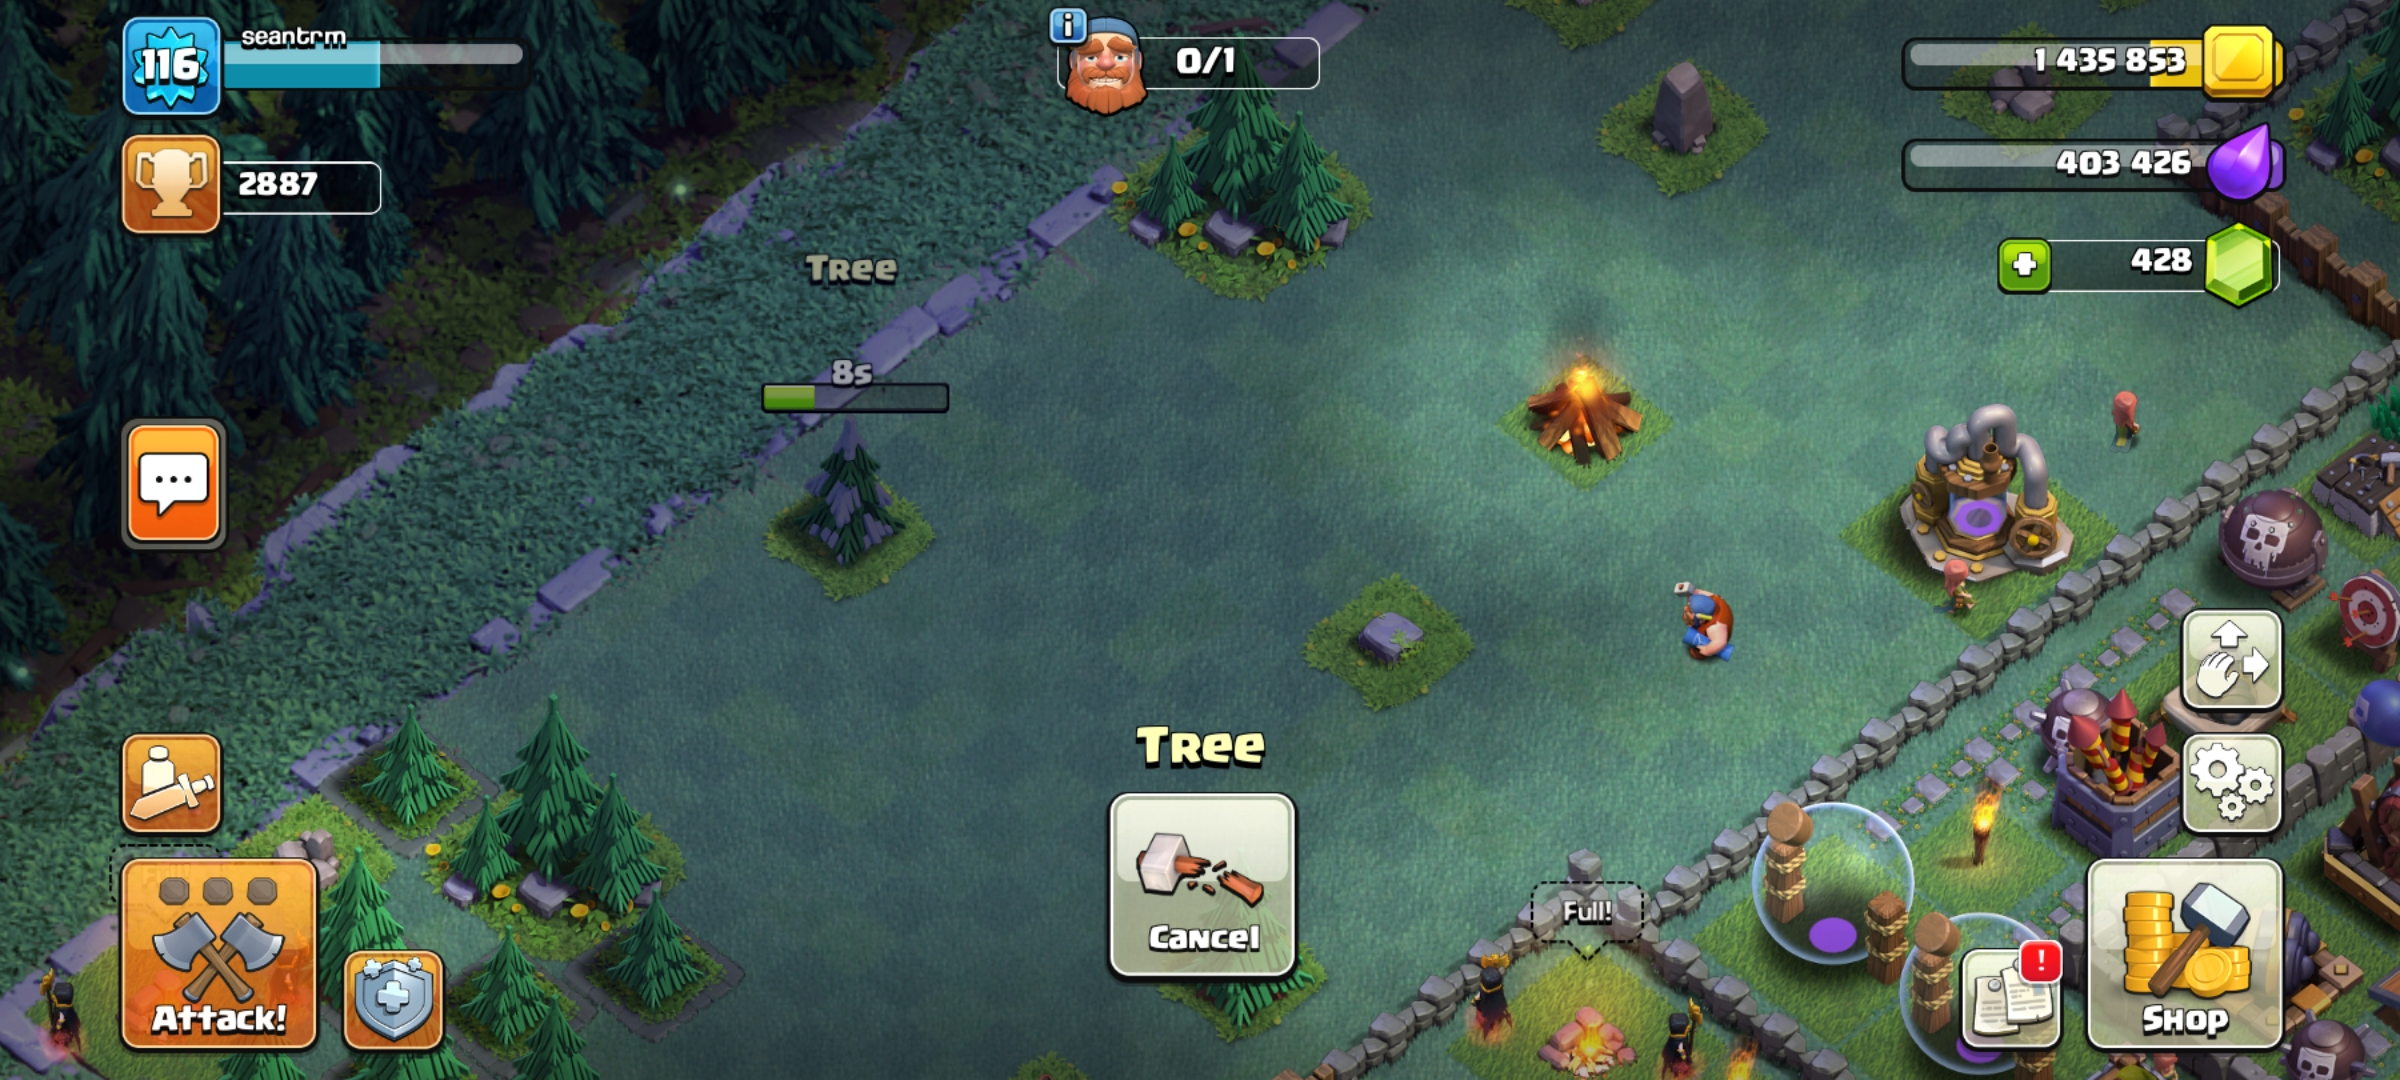 116
seantrm
0/1
1 435 853
2887
403 426
428
Tree
8s
Tree
Cancel
Full!
Attack!
!
Shop